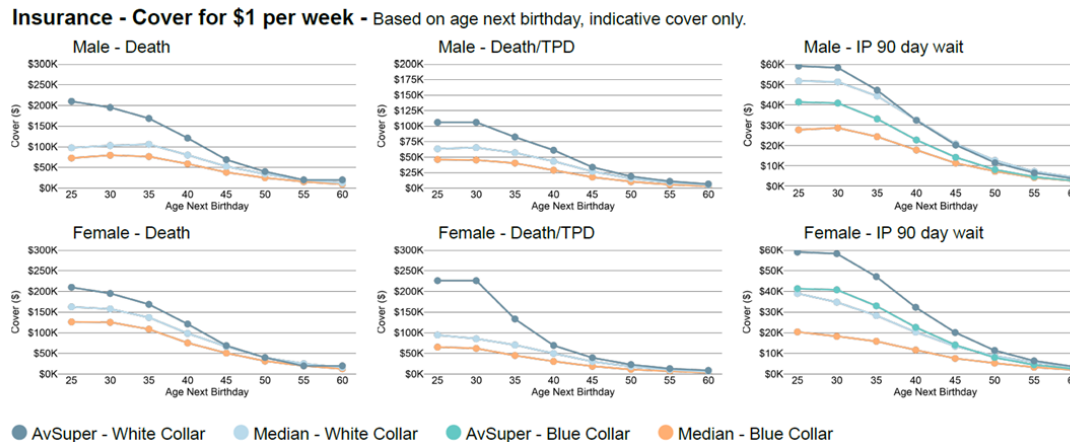 Insurance - Cover for $1 per week - Based on age next birthday, indicative cover only.
Male - Death
$300K
$250K
$200K
$150K
$100K
$50K
$0K
Cover ($)
25 30 35 40 45 50 55 60
Age Next Birthday
Male - Death/TPD
$200K
$175K
$150K
$125K
$100K
$75K
$50K
$25K
$0K
Cover ($)
25 30 35 40 45 50 55 60
Age Next Birthday
Male - IP 90 day wait
$60K
$50K
$40K
$30K
$20K
$10K
$0K
Cover ($)
25 30 35 40 45 50 55 60
Age Next Birthday
Female - Death
$300K
$250K
$200K
$150K
$100K
$50K
$0K
Cover ($)
25 30 35 40 45 50 55 60
Age Next Birthday
Female - Death/TPD
$300K
$250K
$200K
$150K
$100K
$50K
$0K
Cover ($)
25 30 35 40 45 50 55 60
Age Next Birthday
Female - IP 90 day wait
$60K
$50K
$40K
$30K
$20K
$10K
$0K
Cover ($)
25 30 35 40 45 50 55 60
Age Next Birthday
AvSuper - White Collar Median - White Collar AvSuper - Blue Collar Median - Blue Collar